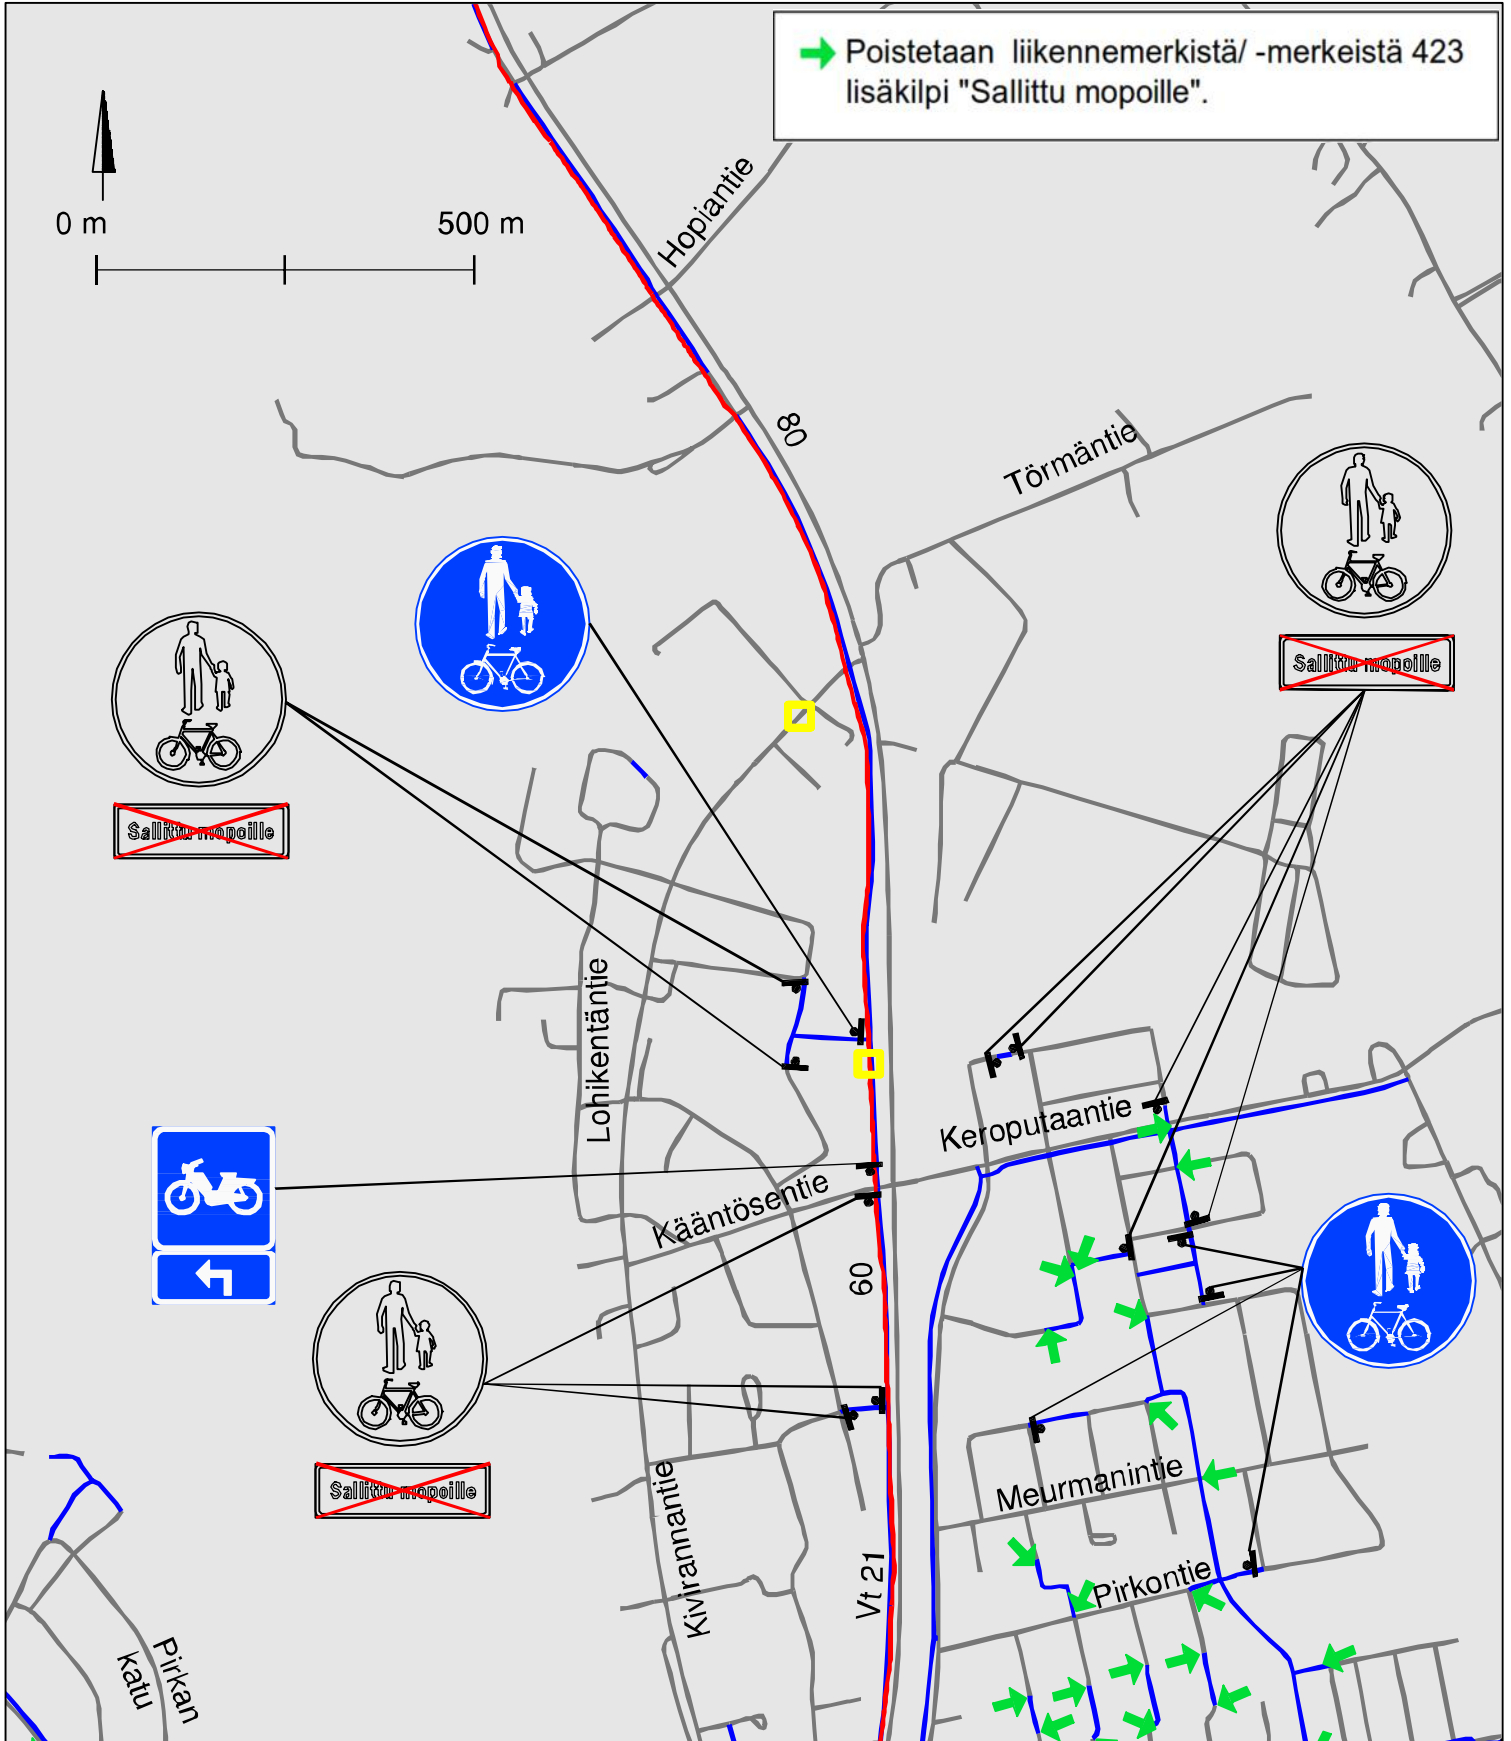 Poistetaan liikennemerkistä/ -merkeistä 423
lisäkilpi "Sallittu mopoille".
0 m
500 m
Hopiantie
80
Törmäntie
Sallittu mopoille
Sallittu mopoille
Lohikentäntie
Keroputaantie
Kääntösentie
60
Sallittu mopoille
Kivirannantie
Meurmanintie
Vt 21
Pirkontie
Pirkan
katu